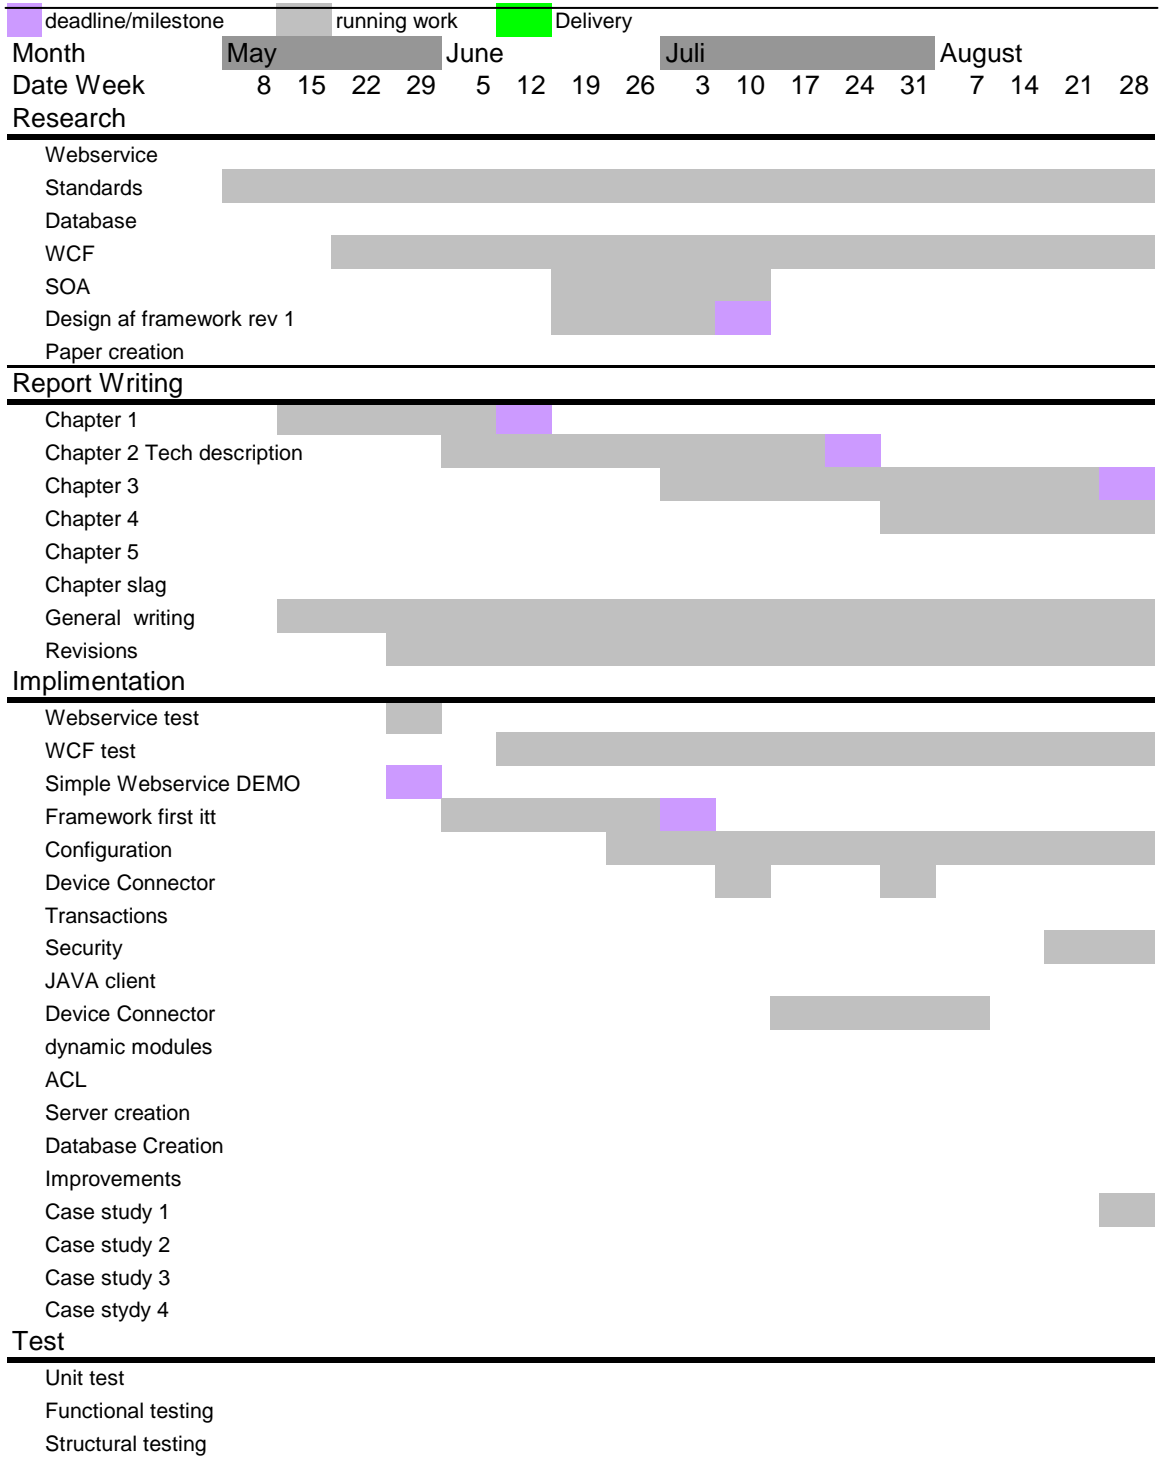 deadline/milestone running work Delivery
Month May June Juli August
Date Week 8 15 22 29 5 12 19 26 3 10 17 24 31 7 14 21 28
Research
Webservice
Standards
Database
WCF
SOA
Design af framework rev 1
Paper creation
Report Writing
Chapter 1
Chapter 2 Tech description
Chapter 3
Chapter 4
Chapter 5
Chapter slag
General writing
Revisions
Implimentation
Webservice test
WCF test
Simple Webservice DEMO
Framework first itt
Configuration
Device Connector
Transactions
Security
JAVA client
Device Connector
dynamic modules
ACL
Server creation
Database Creation
Improvements
Case study 1
Case study 2
Case study 3
Case stydy 4
Test
Unit test
Functional testing
Structural testing